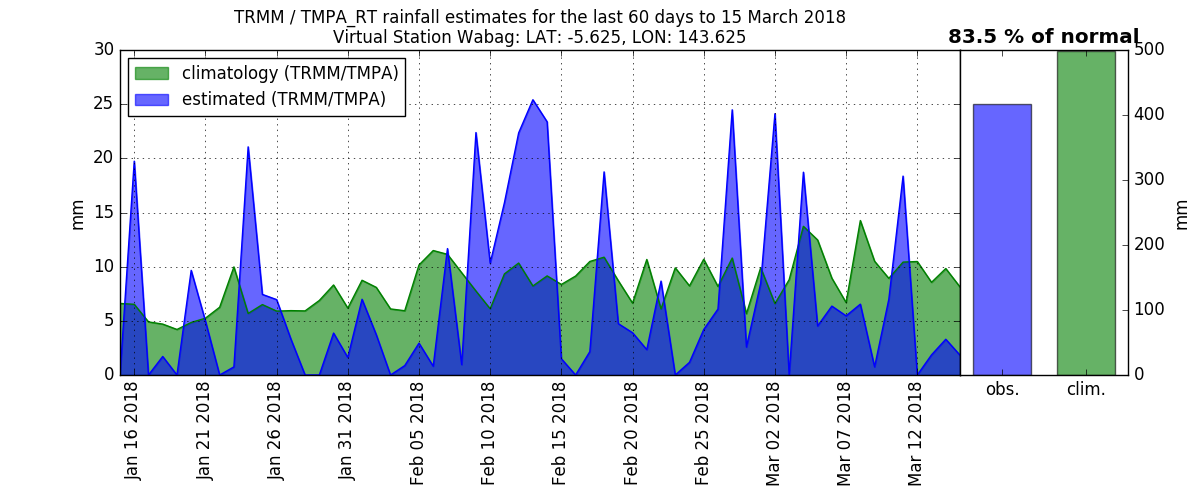 TRMM / TMPA_RT rainfall estimates for the last 60 days to 15 March 2018
Virtual Station Wabag: LAT: -5.625, LON: 143.625
83.5 % of normal
climatology (TRMM/TMPA)
estimated (TRMM/TMPA)
30
25
20
15
10
5
0
mm
Jan 16 2018
Jan 21 2018
Jan 26 2018
Jan 31 2018
Feb 05 2018
Feb 10 2018
Feb 15 2018
Feb 20 2018
Feb 25 2018
Mar 02 2018
Mar 07 2018
Mar 12 2018
obs.
clim.
500
400
300
200
100
0
mm